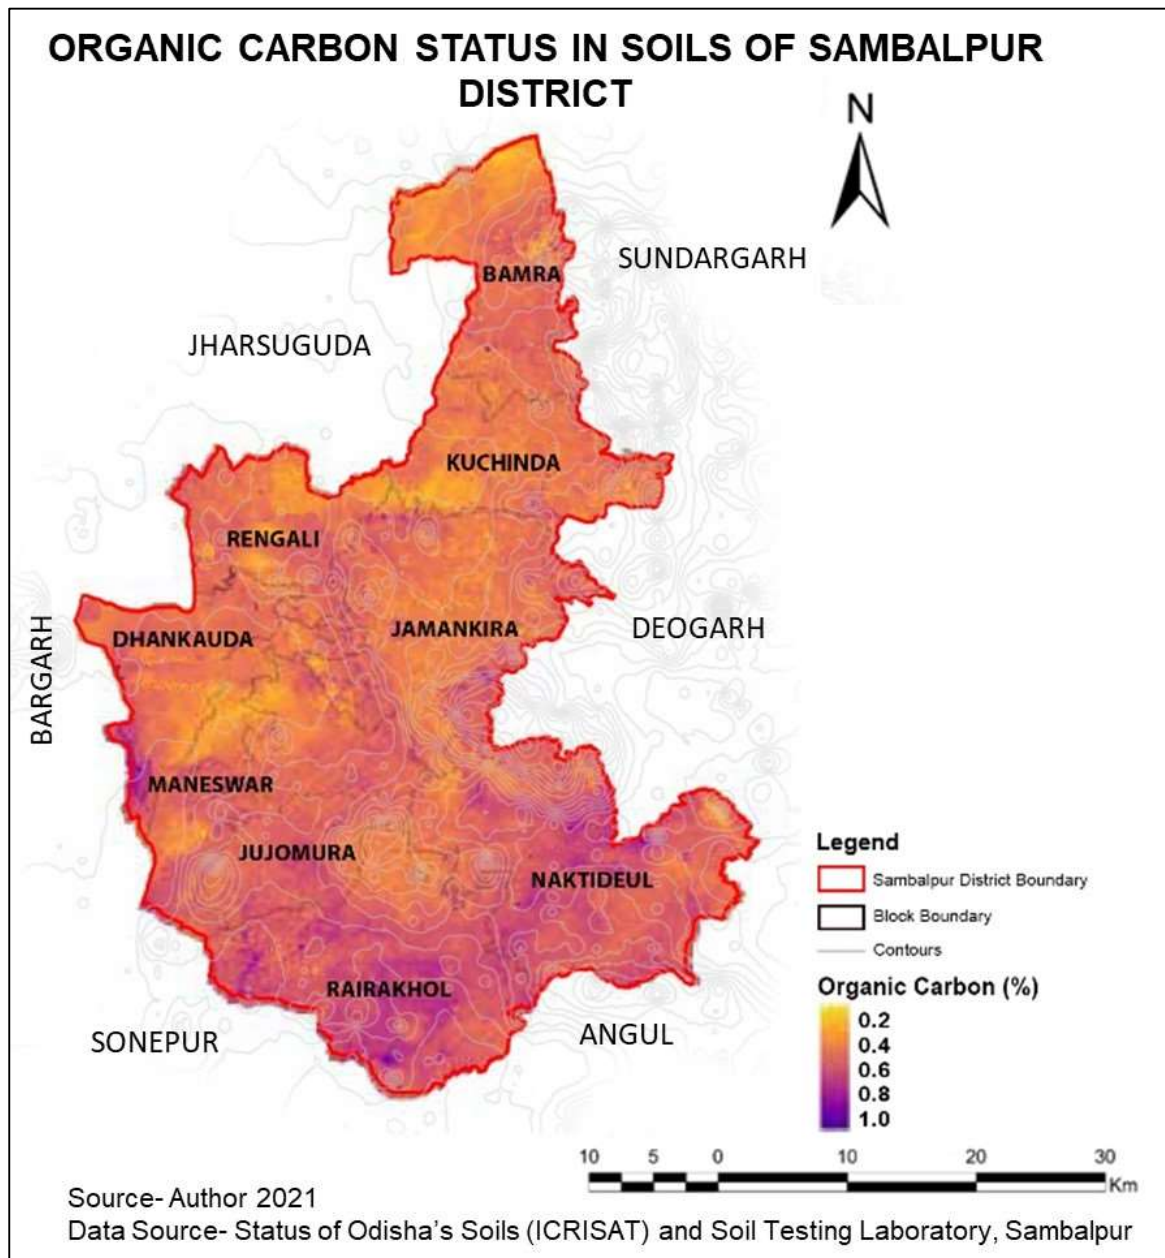 ORGANIC CARBON STATUS IN SOILS OF SAMBALPUR
DISTRICT
N
SUNDARGARH
BAMRA
JHARSUGUDA
KUCHINDA
RENGALI
JAMANKIRA
DEOGARH
DHANKAUDA
BARGARH
MANESWAR
JUJOMURA
NAKTIDEUL
RAIRAKHOL
SONEPUR
ANGUL
Legend
Sambalpur District Boundary
Block Boundary
Contours
Organic Carbon (%)
0.2
0.4
0.6
0.8
1.0
10 5 0 10 20 30
Km
Source- Author 2021
Data Source- Status of Odisha's Soils (ICRISAT) and Soil Testing Laboratory, Sambalpur